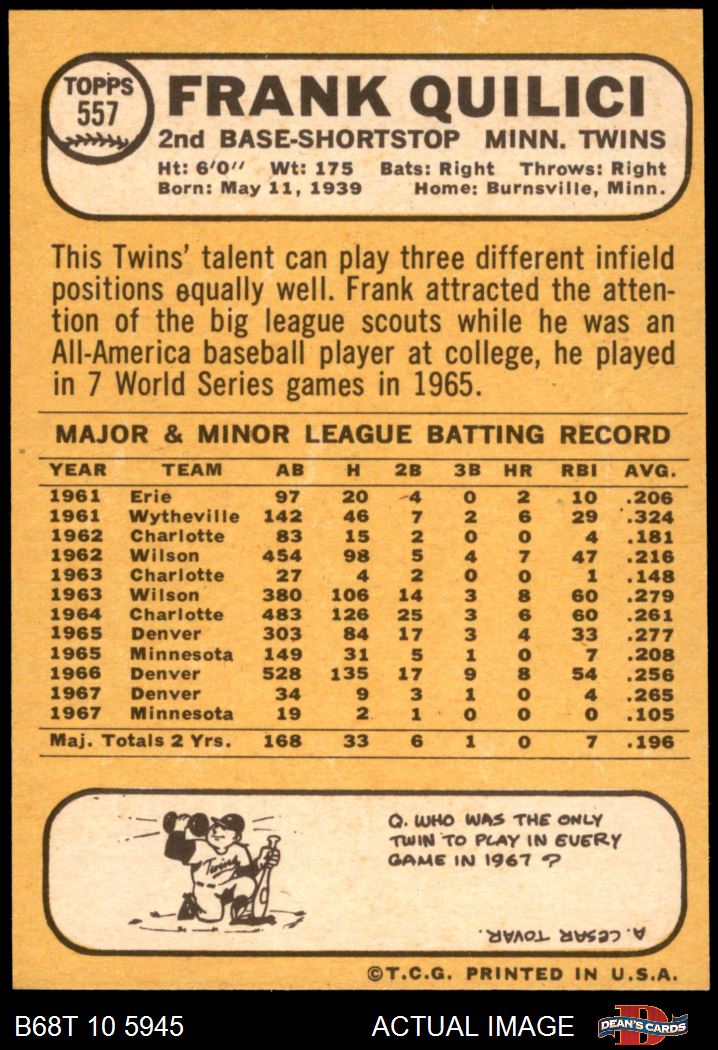 TOPPS
557
FRANK QUILICI
2nd BASE-SHORTSTOP MINN. TWINS
Ht: 6'0" Wt: 175 Bats: Right Throws: Right
Born: May 11, 1939 Home: Burnsville, Minn.
This Twins' talent can play three different infield
positions equally well. Frank attracted the atten-
tion of the big league scouts while he was an
All-America baseball player at college, he played
in 7 World Series games in 1965.
MAJOR & MINOR LEAGUE BATTING RECORD
YEAR TEAM AB H 2B 3B HR RBI AVG.
1961 Erie 97 20 4 0 2 10 .206
1961 Wytheville 142 46 7 2 6 29 .324
1962 Charlotte 83 15 2 0 0 4 .181
1962 Wilson 454 98 5 4 7 47 .216
1963 Charlotte 27 4 2 0 0 1 .148
1963 Wilson 380 106 14 3 8 60 .279
1964 Charlotte 483 126 25 3 6 60 .261
1965 Denver 303 84 17 3 4 33 .277
1965 Minnesota 149 31 5 1 0 7 .208
1966 Denver 528 135 17 9 8 54 .256
1967 Denver 34 9 3 1 0 4 .265
1967 Minnesota 19 2 1 0 0 0 .105
Maj. Totals 2 Yrs. 168 33 6 1 0 7 .196
Twins
Q. WHO WAS THE ONLY
TWIN TO PLAY IN EVERY
GAME IN 1967 ?
A. CESAR TOVAR.
©T.C.G. PRINTED IN U.S.A.
B68T 10 5945 ACTUAL IMAGE
D
DEAN'S CARDS